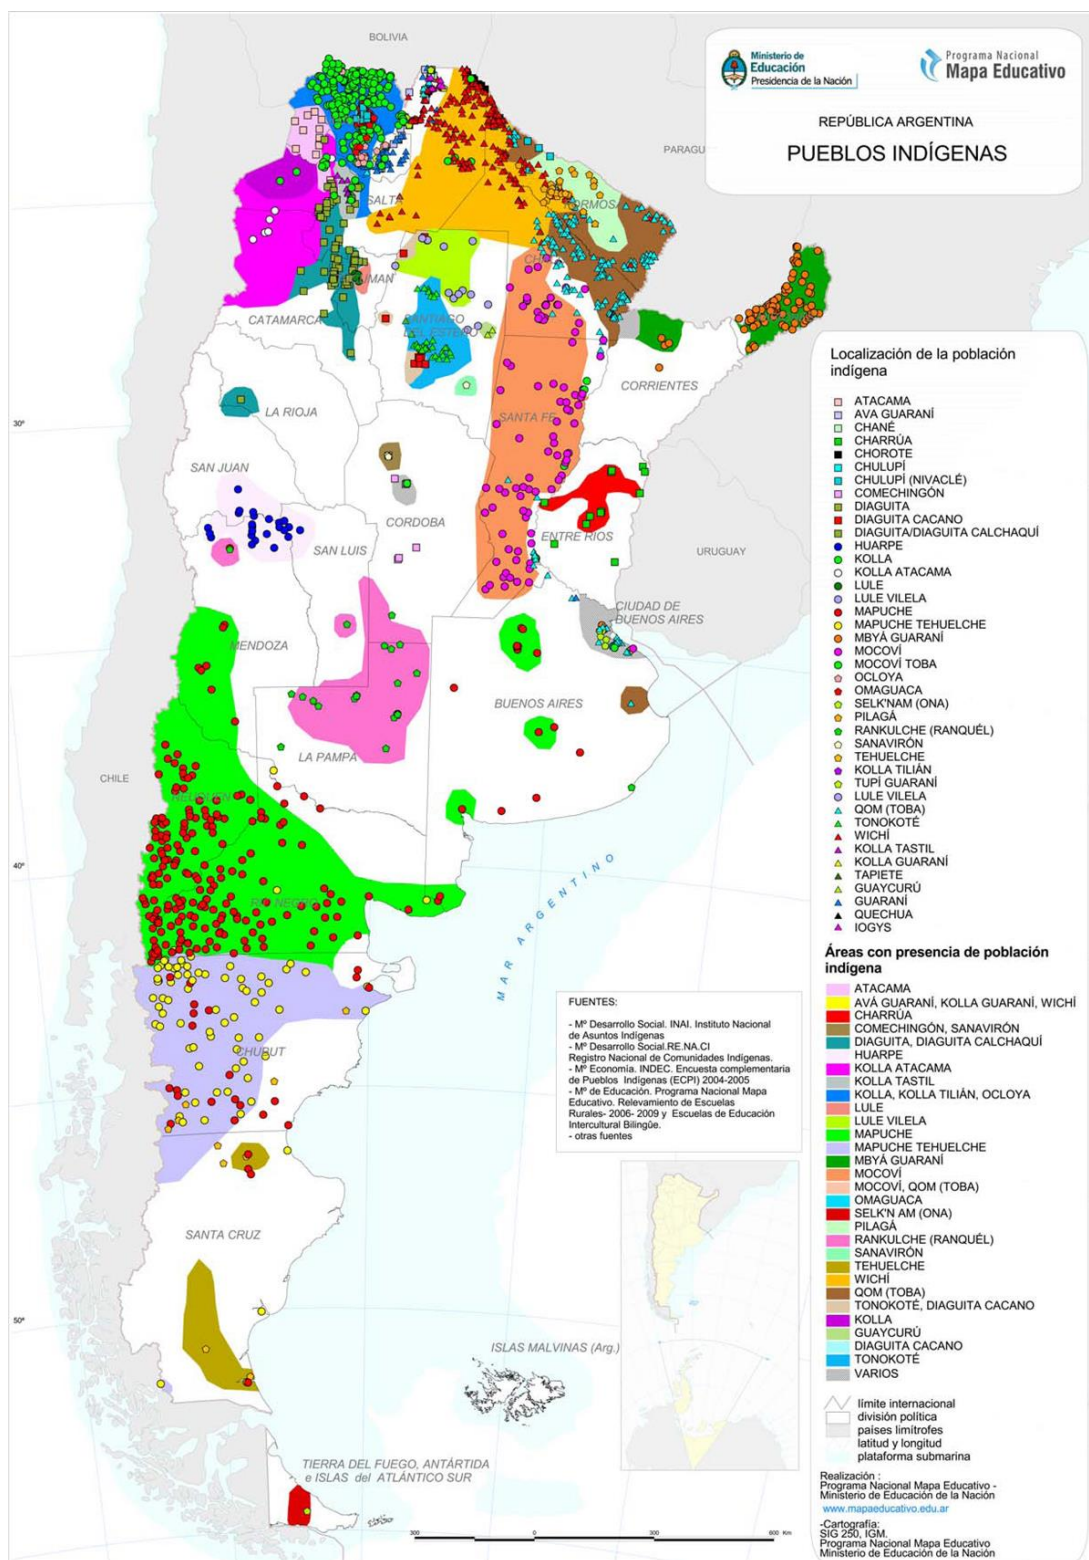 BOLIVIA
Ministerio de
Educación
Presidencia de la Nación
Programa Nacional
Mapa Educativo
REPÚBLICA ARGENTINA
PUEBLOS INDÍGENAS
SALTA
CATAMARCA
SANTIAGO
DEL ESTERO
CORRIENTES
LA RIOJA
SANTA FE
30°
SAN JUAN
CORDOBA
SAN LUIS
ENTRE RIOS
URUGUAY
CIUDAD DE
BUENOS AIRES
MENDOZA
BUENOS AIRES
LA PAMPA
CHILE
NEUQUEN
40°
RIO NEGRO
MAR ARGENTINO
CHUBUT
SANTA CRUZ
50°
ISLAS MALVINAS (Arg.)
TIERRA DEL FUEGO, ANTÁRTIDA
e ISLAS del ATLÁNTICO SUR
300
0
300
600 Km
FUENTES:
- Mº Desarrollo Social. INAI. Instituto Nacional
de Asuntos Indígenas
- Mº Desarrollo Social.RE.NA.CI
Registro Nacional de Comunidades Indígenas.
- Mº Economía. INDEC. Encuesta complementaria
de Pueblos Indígenas (ECPI) 2004-2005
- Mº de Educación. Programa Nacional Mapa
Educativo. Relevamiento de Escuelas
Rurales- 2006- 2009 y Escuelas de Educación
Intercultural Bilingüe.
- otras fuentes
Localización de la población
indígena
ATACAMA
AVA GUARANÍ
CHANÉ
CHARRÚA
CHOROTE
CHULUPÍ
CHULUPÍ (NIVACLÉ)
COMECHINGÓN
DIAGUITA
DIAGUITA CACANO
DIAGUITA/DIAGUITA CALCHAQUÍ
HUARPE
KOLLA
KOLLA ATACAMA
LULE
LULE VILELA
MAPUCHE
MAPUCHE TEHUELCHE
MBYÁ GUARANÍ
MOCOVÍ
MOCOVÍ TOBA
OCLOYA
OMAGUACA
SELK'NAM (ONA)
PILAGÁ
RANKULCHE (RANQUÉL)
SANAVIRÓN
TEHUELCHE
KOLLA TILIÁN
TUPÍ GUARANÍ
LULE VILELA
QOM (TOBA)
TONOKOTÉ
WICHÍ
KOLLA TASTIL
KOLLA GUARANÍ
TAPIETE
GUAYCURÚ
GUARANÍ
QUECHUA
IOGYS
Áreas con presencia de población
indígena
ATACAMA
AVÁ GUARANÍ, KOLLA GUARANÍ, WICHÍ
CHARRÚA
COMECHINGÓN, SANAVIRÓN
DIAGUITA, DIAGUITA CALCHAQUÍ
HUARPE
KOLLA ATACAMA
KOLLA TASTIL
KOLLA, KOLLA TILIÁN, OCLOYA
LULE
LULE VILELA
MAPUCHE
MAPUCHE TEHUELCHE
MBYÁ GUARANÍ
MOCOVÍ
MOCOVÍ, QOM (TOBA)
OMAGUACA
SELK'N AM (ONA)
PILAGÁ
RANKULCHE (RANQUÉL)
SANAVIRÓN
TEHUELCHE
WICHÍ
QOM (TOBA)
TONOKOTÉ, DIAGUITA CACANO
KOLLA
GUAYCURÚ
DIAGUITA CACANO
TONOKOTÉ
VARIOS
límite internacional
división política
países limítrofes
latitud y longitud
plataforma submarina
Realización :
Programa Nacional Mapa Educativo -
Ministerio de Educación de la Nación
www.mapaeducativo.edu.ar
-Cartografía:
SIG 250, IGM.
Programa Nacional Mapa Educativo
Ministerio de Educación de la Nación